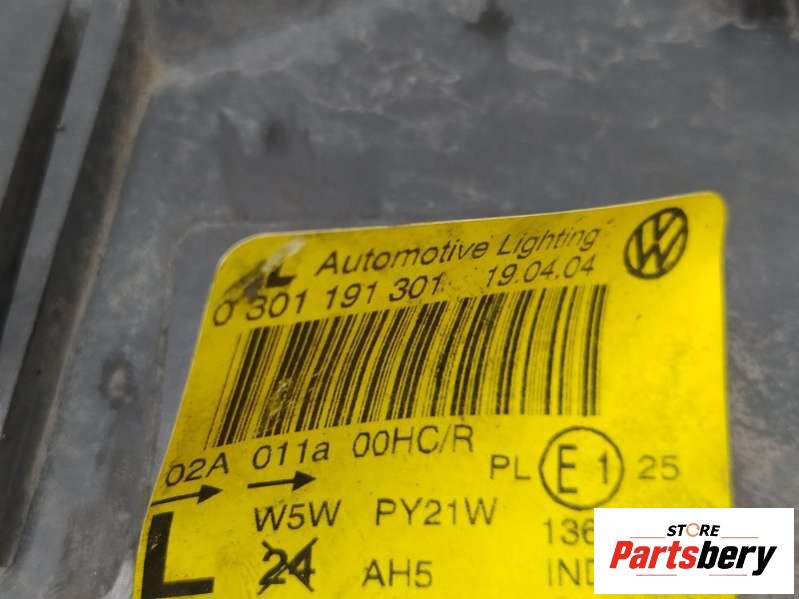 AL Automotive Lighting
0 301 191 301 19.04.04
02A 011a 00HC/R
PL E1 25
W5W PY21W
L 24 AH5
STORE
Partsbery